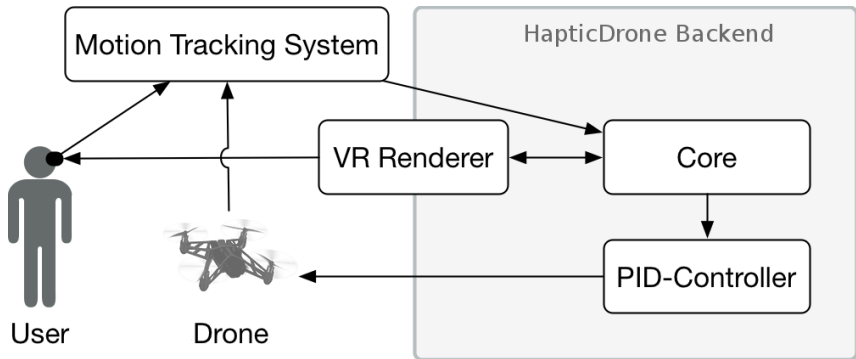 Motion Tracking System
HapticDrone Backend
VR Renderer
Core
PID-Controller
User
Drone